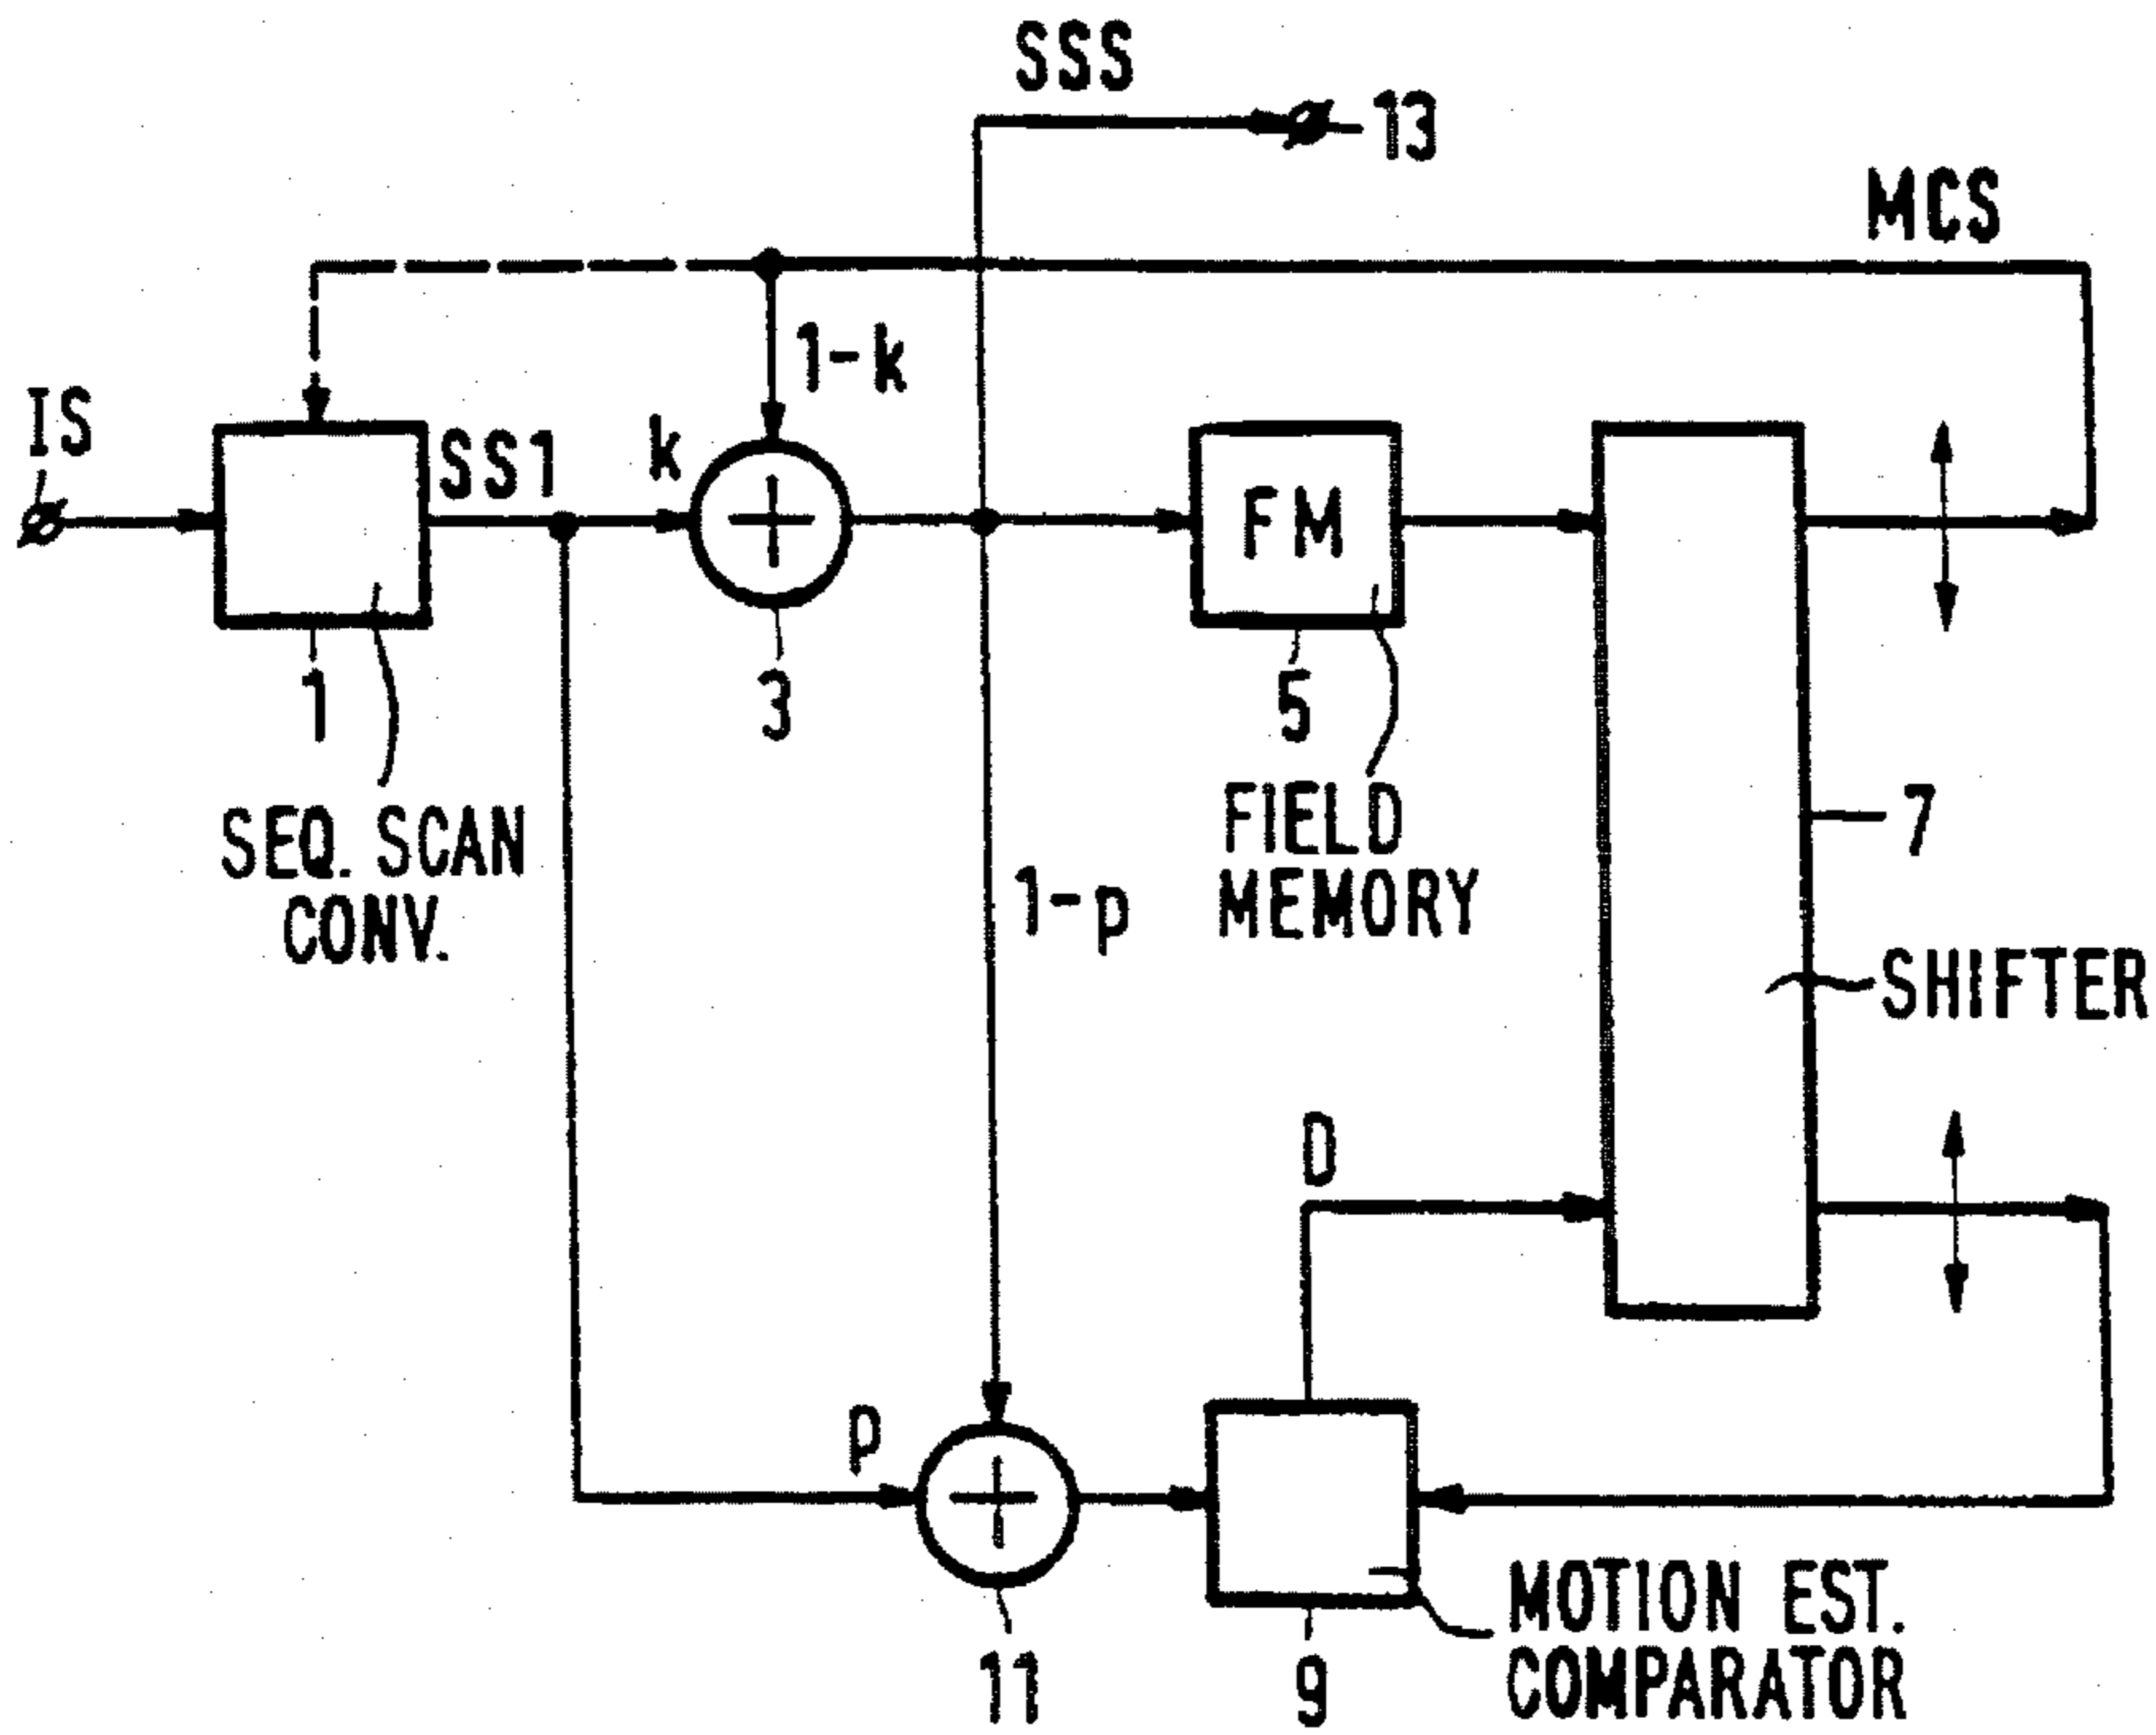 SSS
13
MCS
1-k
IS
SS1
k
FM
1
3
5
SEQ. SCAN
CONV.
FIELD
MEMORY
7
1-p
SHIFTER
D
p
11
9
MOTION EST.
COMPARATOR